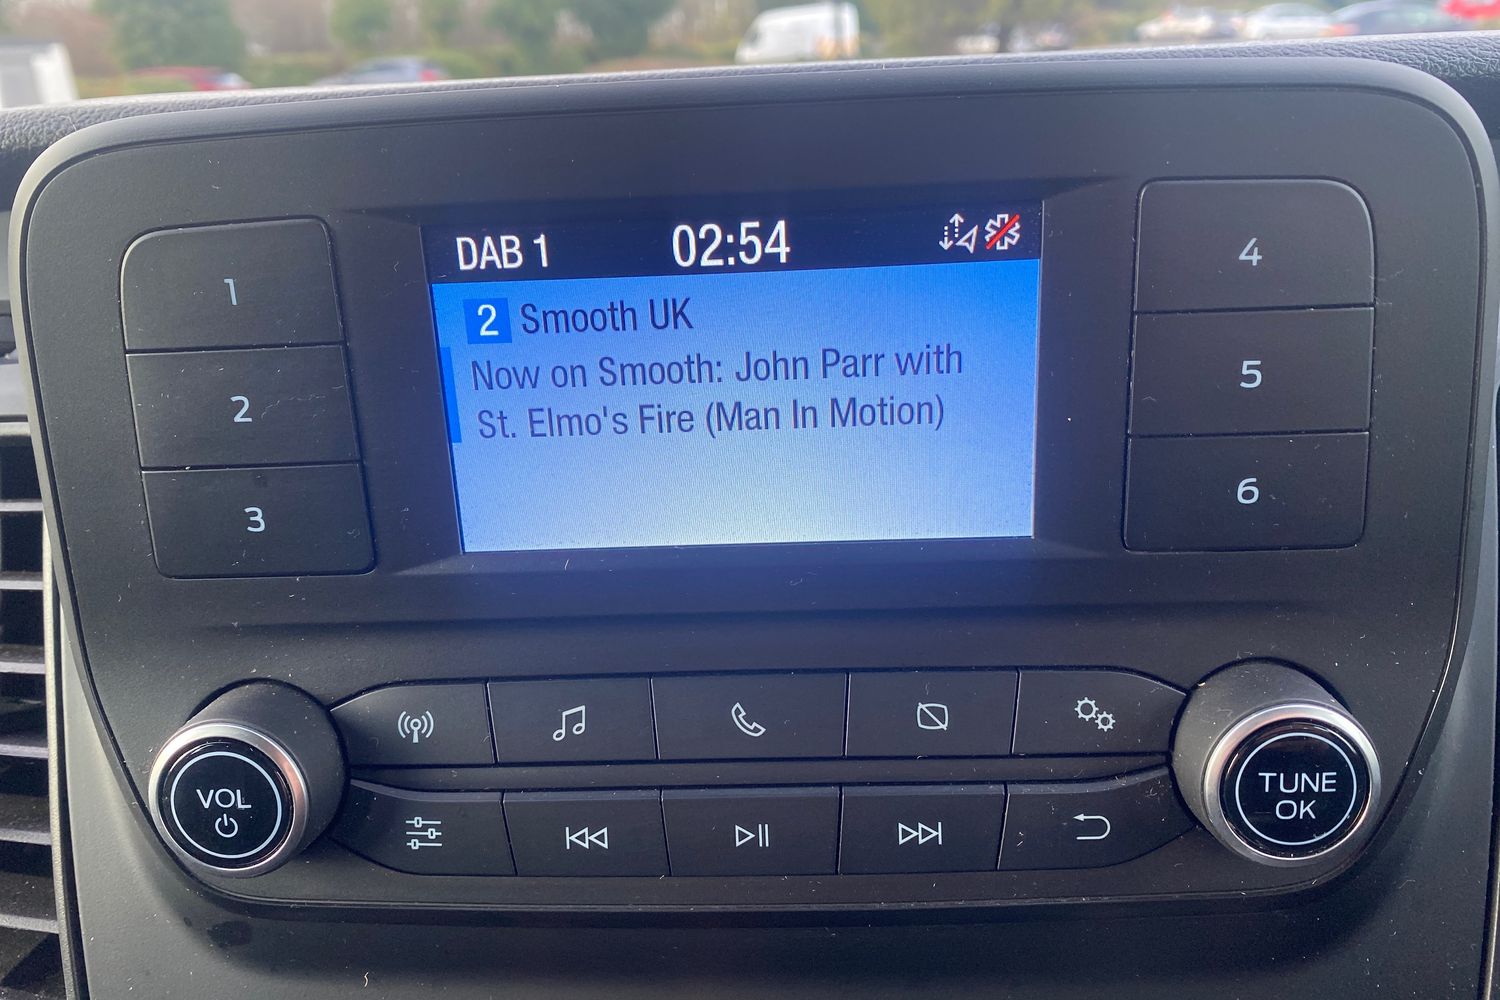 DAB 1 02:54
2 Smooth UK
Now on Smooth: John Parr with
St. Elmo's Fire (Man In Motion)
1
2
3
4
5
6
VOL
TUNE
OK